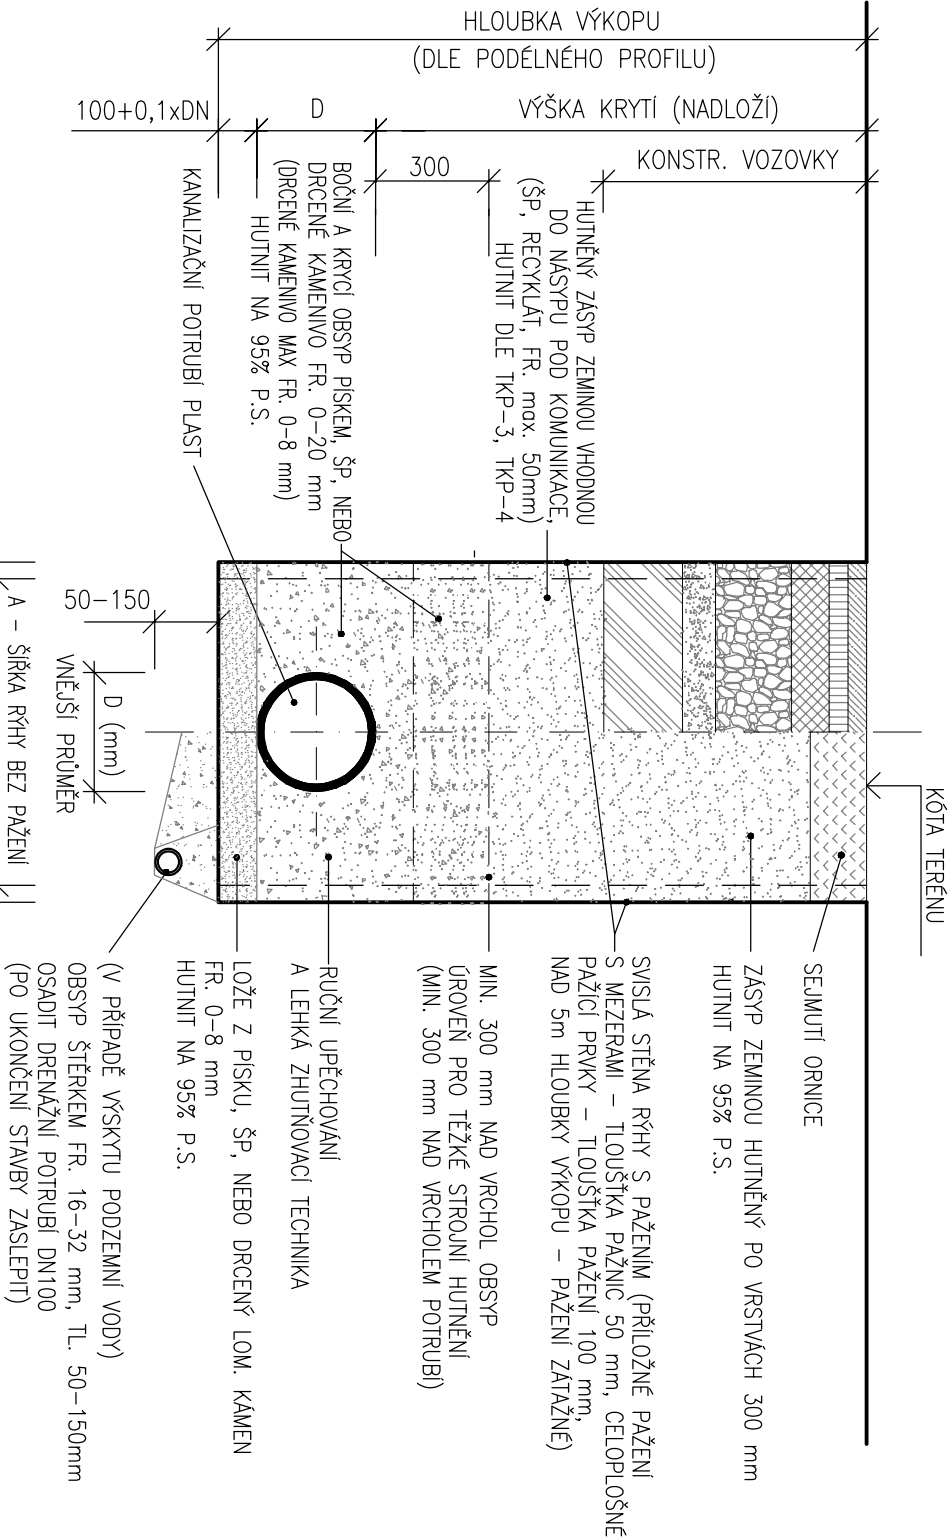 HLOUBKA VÝKOPU
(DLE PODÉLNÉHO PROFILU)
100+0,1xDN
D
VÝŠKA KRYTÍ (NADLOŽÍ)
300
KONSTR. VOZOVKY
HUTNĚNÝ ZÁSYP ZEMINOU VHODNOU
DO NÁSYPU POD KOMUNIKACE,
(ŠP, RECYKLÁT, FR. max. 50mm)
HUTNIT DLE TKP-3, TKP-4
BOČNÍ A KRYCÍ OBSYP PÍSKEM, ŠP, NEBO
DRCENÉ KAMENIVO FR. 0-20 mm
(DRCENÉ KAMENIVO MAX FR. 0-8 mm)
HUTNIT NA 95% P.S.
KANALIZAČNÍ POTRUBÍ PLAST
50-150
D (mm)
VNĚJŠÍ PRŮMĚR
A - ŠÍŘKA RÝHY BEZ PAŽENÍ
KÓTA TERÉNU
SEJMUTÍ ORNICE
ZÁSYP ZEMINOU HUTNĚNÝ PO VRSTVÁCH 300 mm
HUTNIT NA 95% P.S.
SVISLÁ STĚNA RÝHY S PAŽENÍM (PŘÍLOŽNÉ PAŽENÍ
S MEZERAMI - TLOUŠŤKA PAŽNIC 50 mm, CELOPLOŠNÉ
PAŽÍCÍ PRVKY - TLOUŠŤKA PAŽENÍ 100 mm,
NAD 5m HLOUBKY VÝKOPU - PAŽENÍ ZÁTAŽNÉ)
MIN. 300 mm NAD VRCHOL OBSYP
ÚROVEŇ PRO TĚŽKÉ STROJNÍ HUTNĚNÍ
(MIN. 300 mm NAD VRCHOLEM POTRUBÍ)
RUČNÍ UPĚCHOVÁNÍ
A LEHKÁ ZHUTŇOVACÍ TECHNIKA
LOŽE Z PÍSKU, ŠP, NEBO DRCENÝ LOM. KÁMEN
FR. 0-8 mm
HUTNIT NA 95% P.S.
(V PŘÍPADĚ VÝSKYTU PODZEMNÍ VODY)
OBSYP ŠTĚRKEM FR. 16-32 mm, TL. 50-150mm
OSADIT DRENÁŽNÍ POTRUBÍ DN100
(PO UKONČENÍ STAVBY ZASLEPIT)